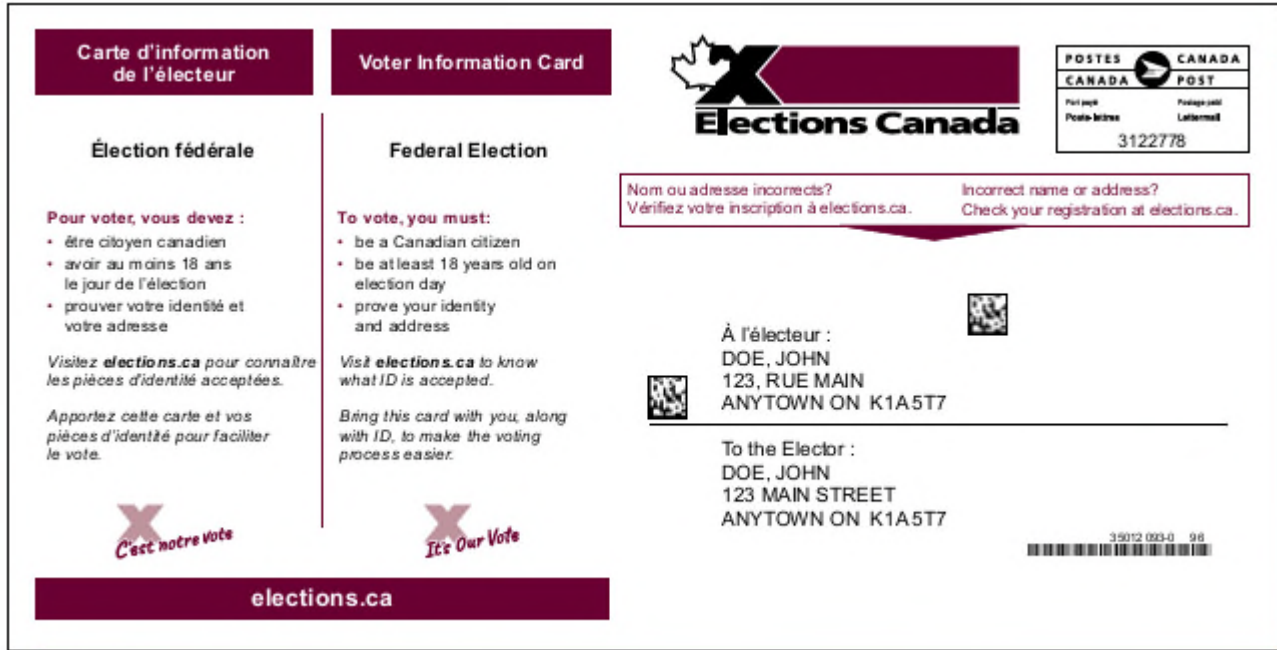 Carte d'information
de l'électeur
Voter Information Card
Élection fédérale
Pour voter, vous devez :
• être citoyen canadien
• avoir au moins 18 ans
le jour de l'élection
• prouver votre identité et
votre adresse
Visitez elections.ca pour connaître
les pièces d'identité acceptées.
Apportez cette carte et vos
pièces d'identité pour faciliter
le vote.
C'est notre vote
Federal Election
To vote, you must:
• be a Canadian citizen
• be at least 18 years old on
election day
• prove your identity
and address
Visit elections.ca to know
what ID is accepted.
Bring this card with you, along
with ID, to make the voting
process easier.
It's Our Vote
elections.ca
Elections Canada
POSTES CANADA
CANADA POST
Port payé Postage paid
Poste-lettres Lettermail
3122778
Nom ou adresse incorrects?
Vérifiez votre inscription à elections.ca.
Incorrect name or address?
Check your registration at elections.ca.
À l'électeur :
DOE, JOHN
123, RUE MAIN
ANYTOWN ON K1A 5T7
To the Elector :
DOE, JOHN
123 MAIN STREET
ANYTOWN ON K1A 5T7
35012 093-0 96